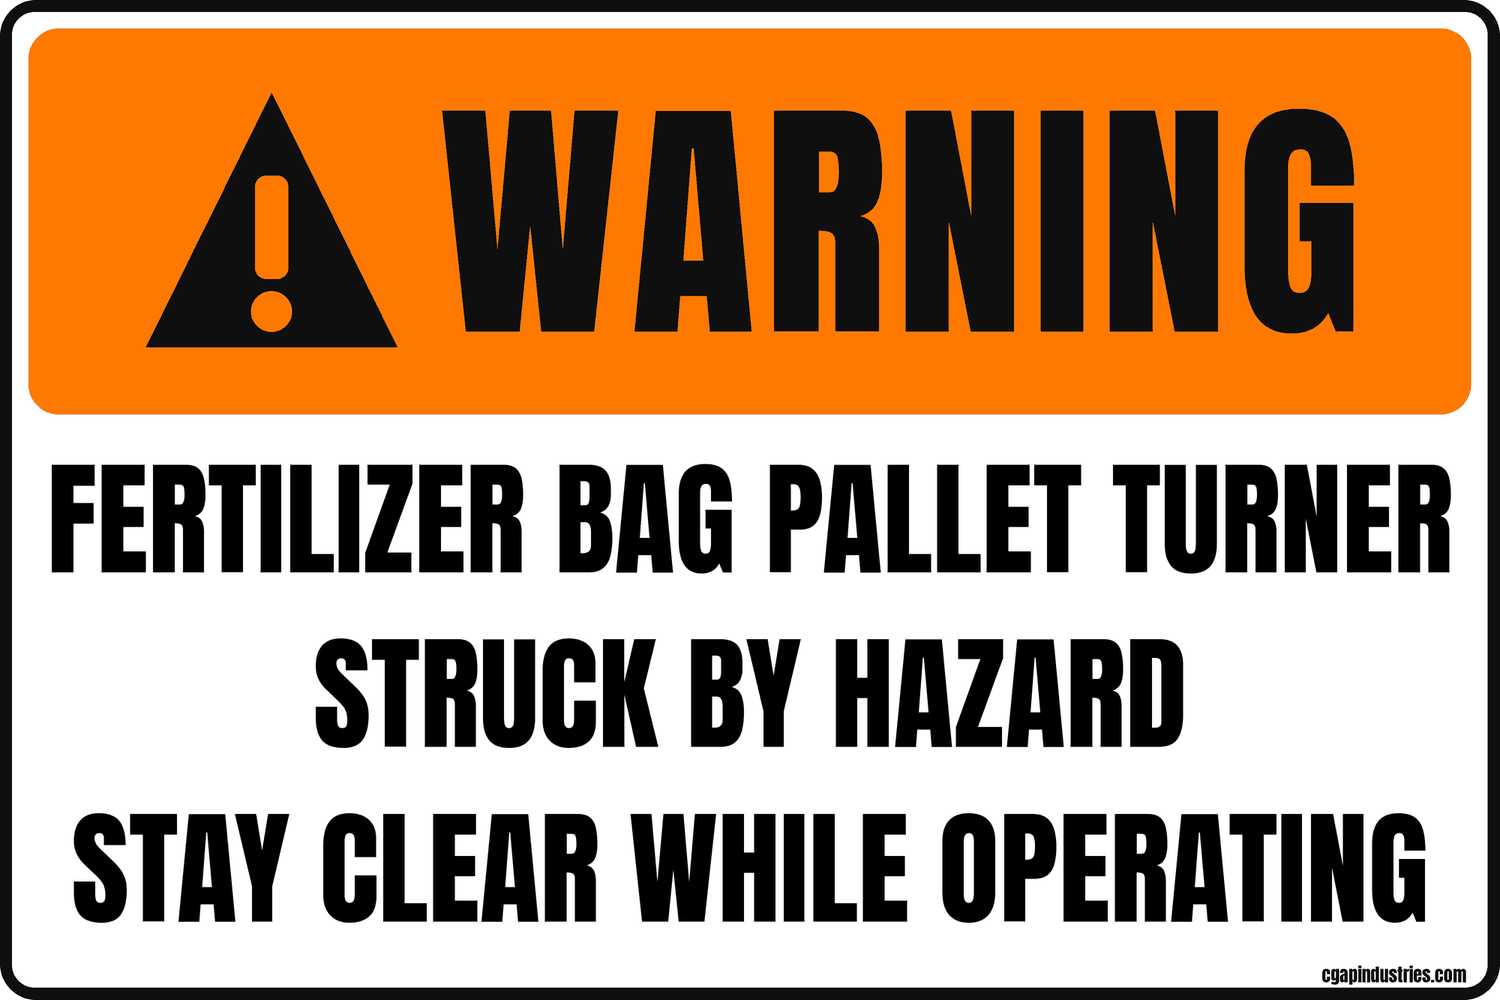 WARNING
FERTILIZER BAG PALLET TURNER
STRUCK BY HAZARD
STAY CLEAR WHILE OPERATING
cgapindustries.com